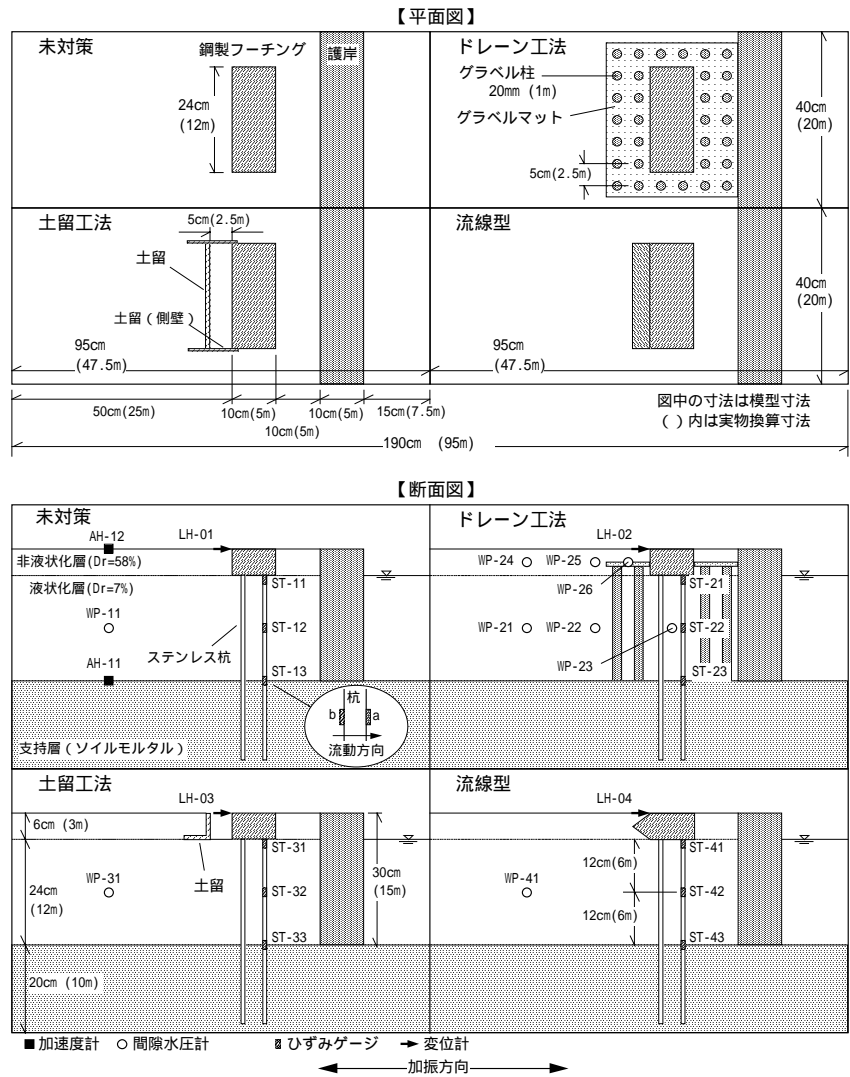 【平面図】
未対策
鋼製フーチング
護岸
24cm
(12m)
ドレーン工法
グラベル柱
20mm (1m)
グラベルマット
5cm(2.5m)
40cm
(20m)
土留工法
5cm(2.5m)
土留
土留（側壁）
95cm
(47.5m)
流線型
95cm
(47.5m)
40cm
(20m)
50cm(25m)
10cm(5m)
10cm(5m)
10cm(5m)
15cm(7.5m)
図中の寸法は模型寸法
（ ）内は実物換算寸法
190cm (95m)
【断面図】
未対策
AH-12
LH-01
非液状化層(Dr=58%)
液状化層(Dr=7%)
WP-11
AH-11
ステンレス杭
ST-11
ST-12
ST-13
杭
b
a
流動方向
支持層（ソイルモルタル）
ドレーン工法
LH-02
WP-24
WP-25
WP-26
WP-21
WP-22
WP-23
ST-21
ST-22
ST-23
土留工法
LH-03
6cm (3m)
土留
24cm
(12m)
WP-31
ST-31
ST-32
ST-33
30cm
(15m)
20cm (10m)
流線型
LH-04
WP-41
12cm(6m)
12cm(6m)
ST-41
ST-42
ST-43
加速度計
間隙水圧計
ひずみゲージ
変位計
加振方向